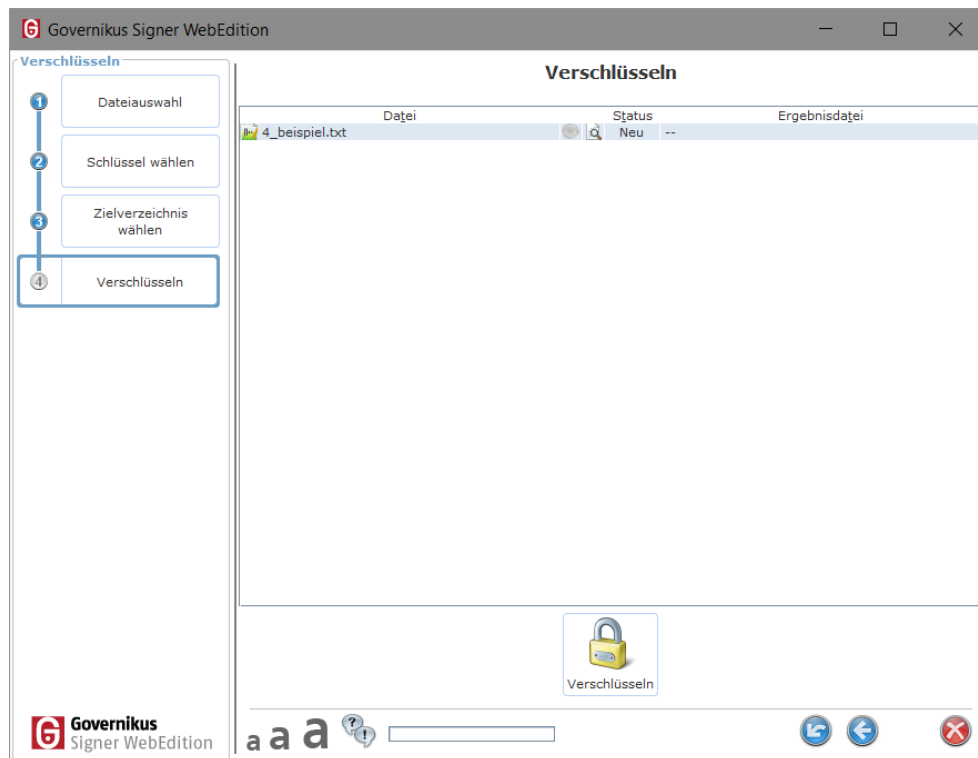 Governikus Signer WebEdition
Verschlüsseln
1
Dateiauswahl
2
Schlüssel wählen
3
Zielverzeichnis
wählen
4
Verschlüsseln
Verschlüsseln
Datei Status Ergebnisdatei
4_beispiel.txt Neu --
Verschlüsseln
Governikus
Signer WebEdition
a a a ? !